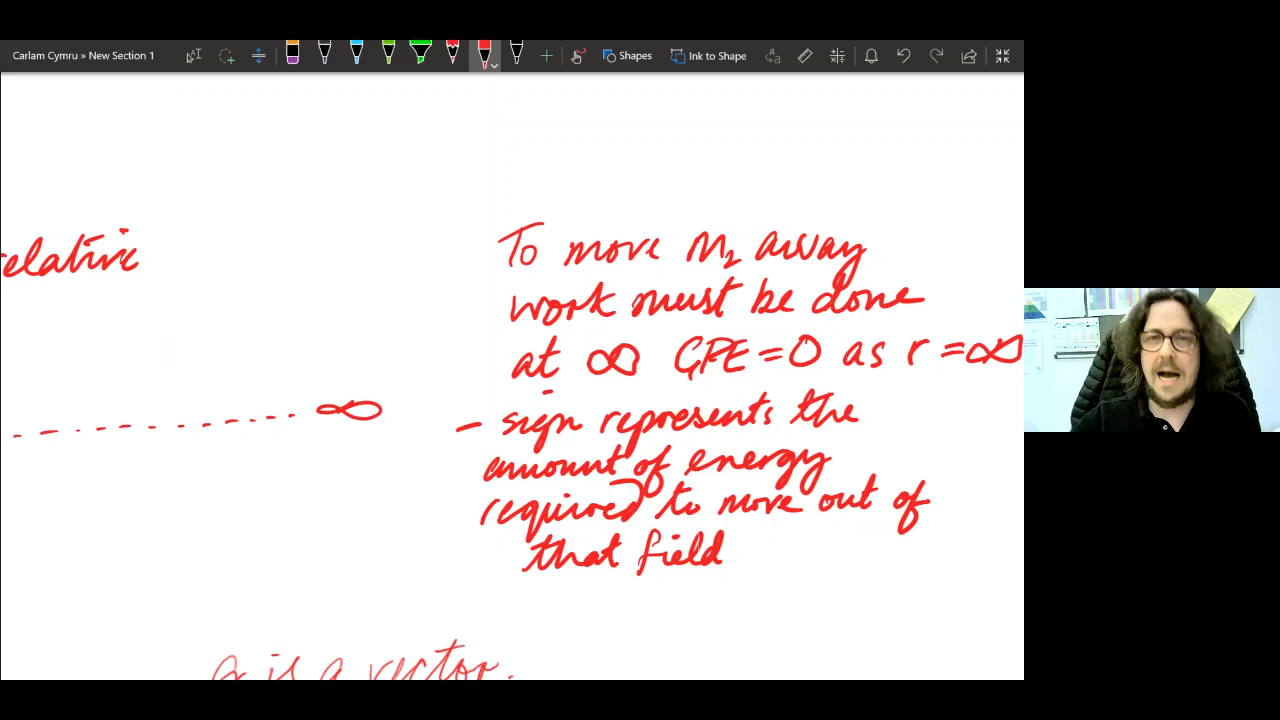 Carlam Cymru » New Section 1
Shapes
Ink to Shape
elative
To move M₂ away
work must be done
at ∞ GPE = 0 as r = ∞
∞
- sign represents the
amount of energy
required to move out of
that field
is a vector.